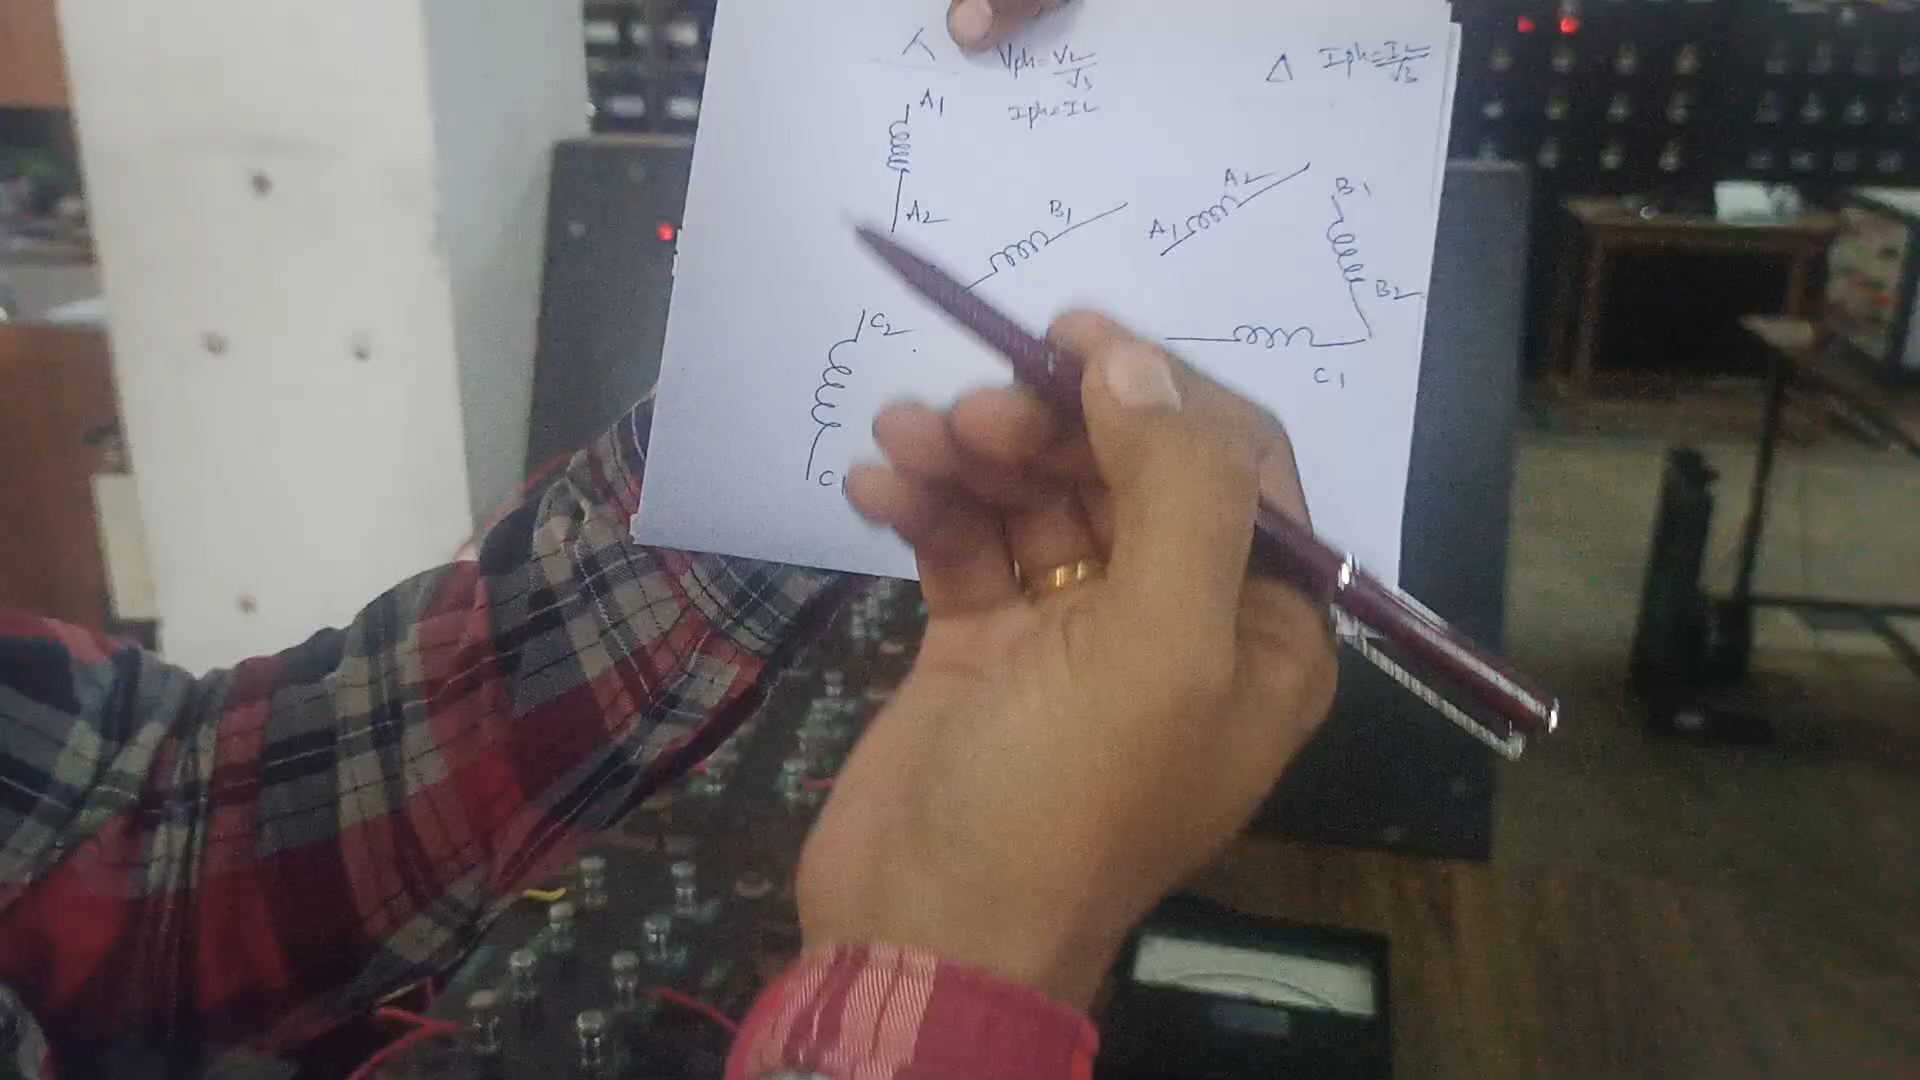 Vph = VL/√3
Iph = IL
A1
A2
B1
C2
C1
Δ Iph = IL/√3
A1
A2
B1
B2
C1